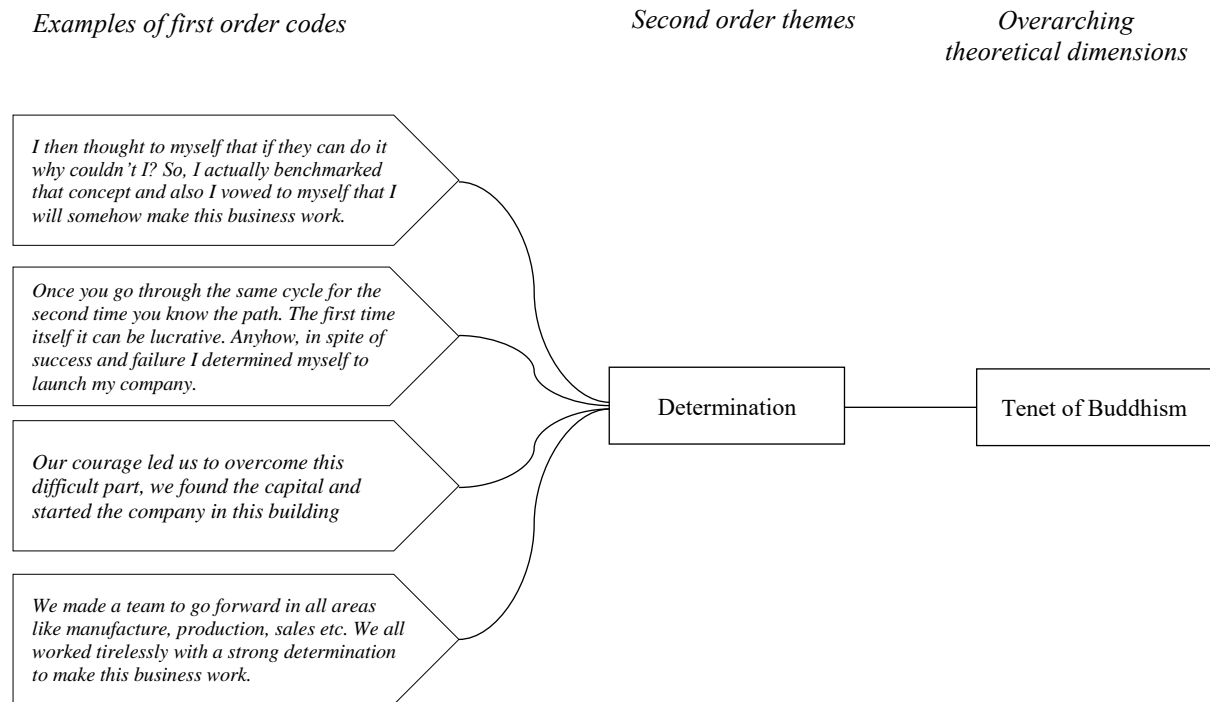 Examples of first order codes
Second order themes
Overarching
theoretical dimensions
I then thought to myself that if they can do it
why couldn’t I? So, I actually benchmarked
that concept and also I vowed to myself that I
will somehow make this business work.
Once you go through the same cycle for the
second time you know the path. The first time
itself it can be lucrative. Anyhow, in spite of
success and failure I determined myself to
launch my company.
Our courage led us to overcome this
difficult part, we found the capital and
started the company in this building
We made a team to go forward in all areas
like manufacture, production, sales etc. We all
worked tirelessly with a strong determination
to make this business work.
Determination
Tenet of Buddhism